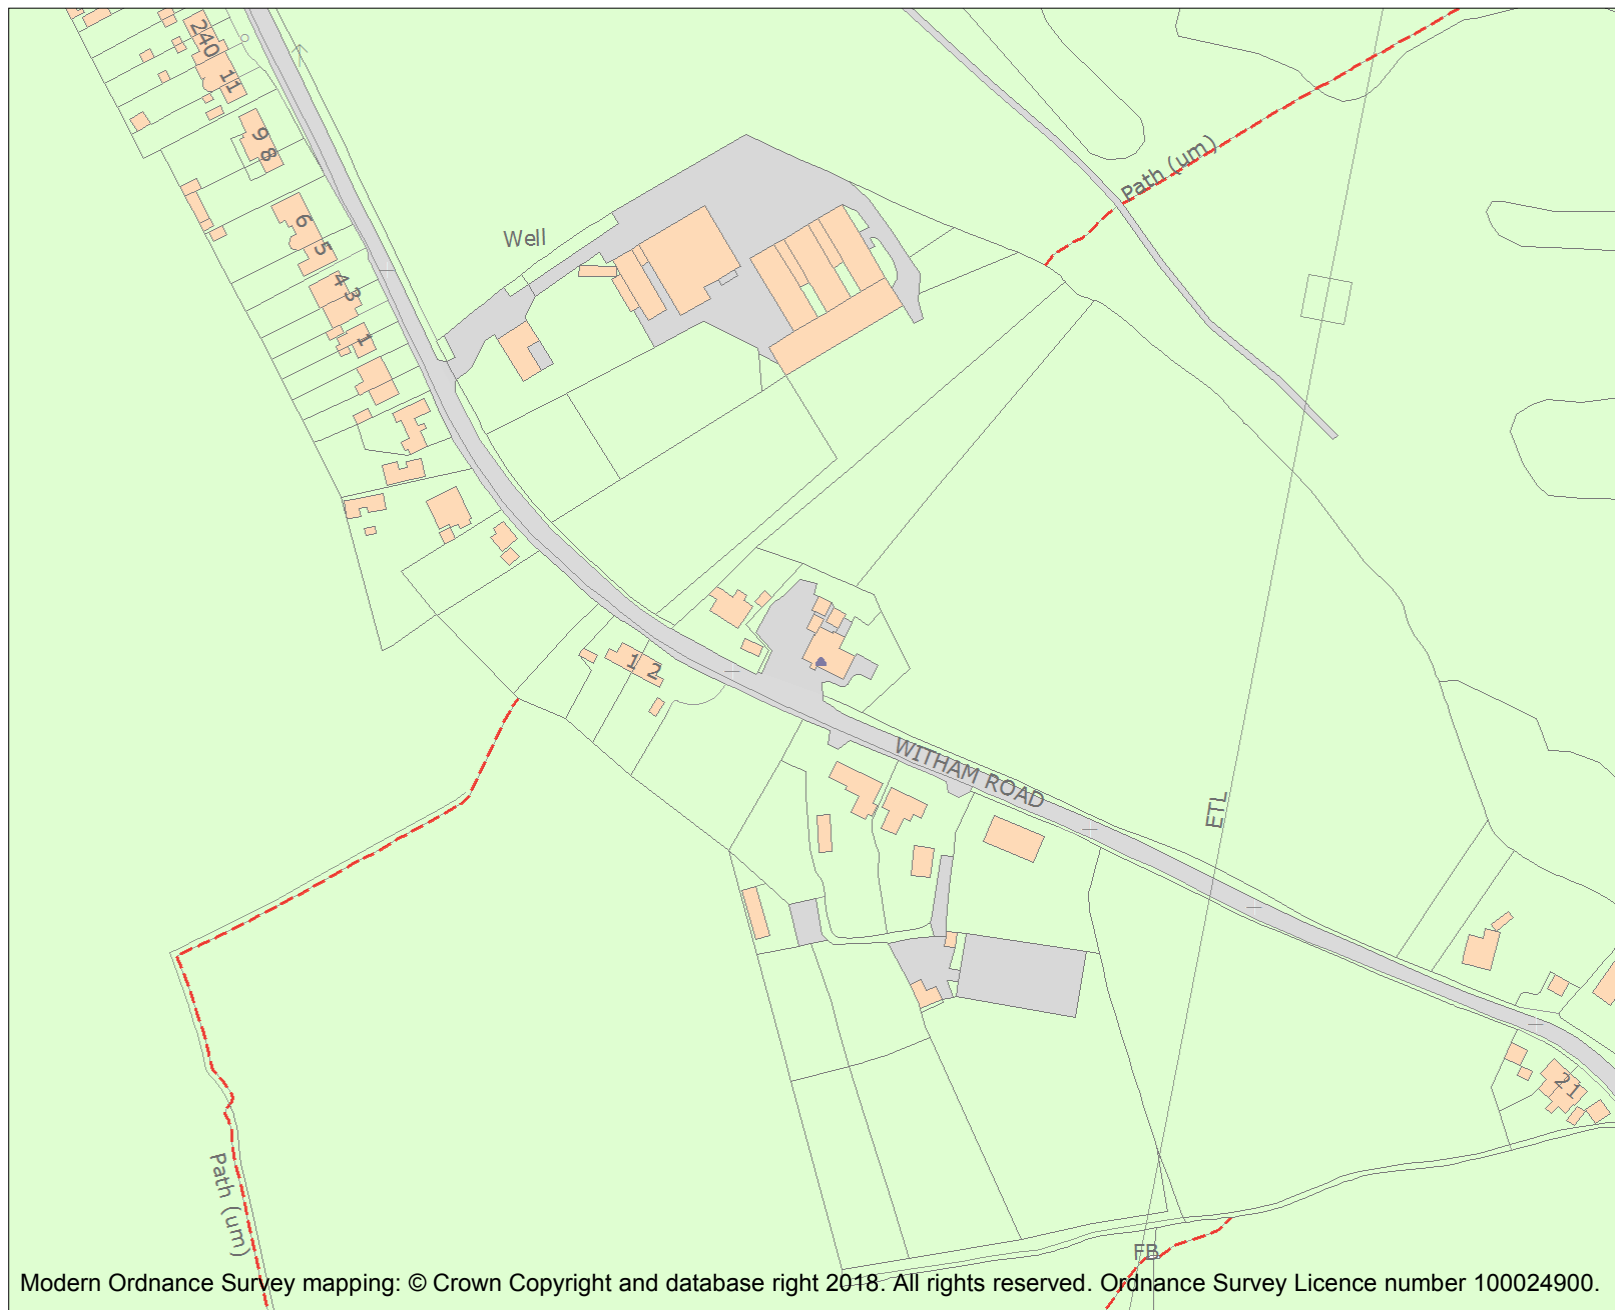 240
11
9 8
6 5
4 3
1
Well
Path (um)
1 2
WITHAM ROAD
ETL
21
Path (um)
FB
Modern Ordnance Survey mapping: © Crown Copyright and database right 2018. All rights reserved. Ordnance Survey Licence number 100024900.